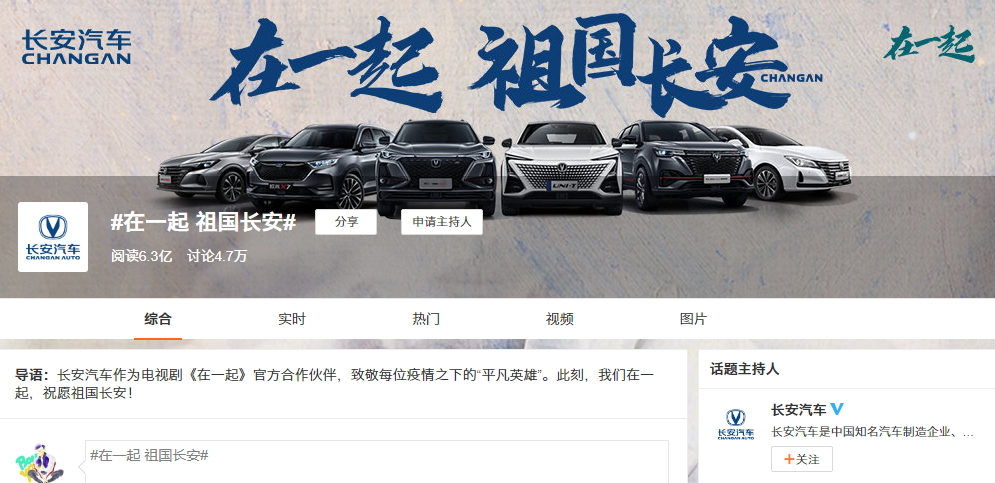 长安汽车
CHANGAN
在一起 祖国长安
CHANGAN
在一起
UNI-T
长安汽车
CHANGAN AUTO
#在一起 祖国长安#
分享
申请主持人
阅读6.3亿 讨论4.7万
综合 实时 热门 视频 图片
导语：长安汽车作为电视剧《在一起》官方合作伙伴，致敬每位疫情之下的“平凡英雄”。此刻，我们在一
起，祝愿祖国长安！
#在一起 祖国长安#
话题主持人
长安汽车
CHANGAN AUTO
长安汽车
长安汽车是中国知名汽车制造企业、...
+关注